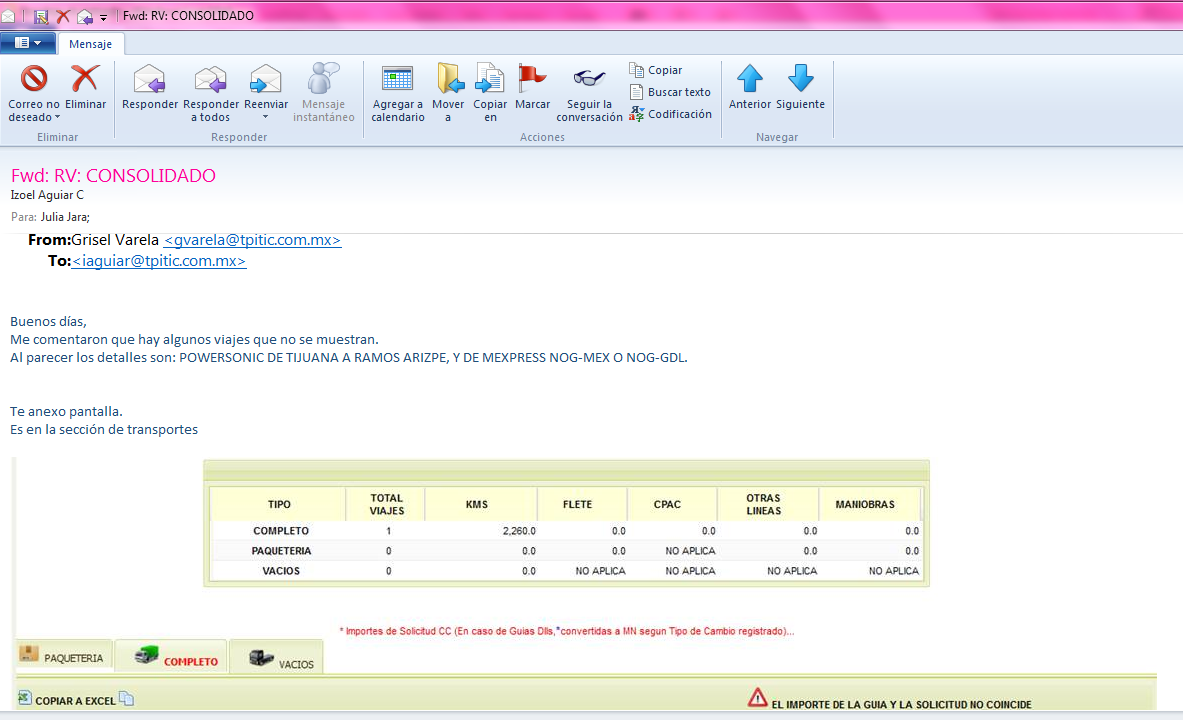 Fwd: RV: CONSOLIDADO
Mensaje
Correo no deseado
Eliminar
Responder
Responder a todos
Reenviar
Mensaje instantáneo
Agregar a calendario
Mover a
Copiar en
Marcar
Seguir la conversación
Copiar
Buscar texto
Codificación
Anterior
Siguiente
Eliminar
Responder
Acciones
Navegar
Fwd: RV: CONSOLIDADO
Izoel Aguiar C
Para: Julia Jara;
From:Grisel Varela <gvarela@tpitic.com.mx>
To:<iaguiar@tpitic.com.mx>
Buenos días,
Me comentaron que hay algunos viajes que no se muestran.
Al parecer los detalles son: POWERSONIC DE TIJUANA A RAMOS ARIZPE, Y DE MEXPRESS NOG-MEX O NOG-GDL.
Te anexo pantalla.
Es en la sección de transportes
TIPO TOTAL VIAJES KMS FLETE CPAC OTRAS LINEAS MANIOBRAS
COMPLETO 1 2,260.0 0.0 0.0 0.0 0.0
PAQUETERIA 0 0.0 0.0 NO APLICA 0.0 0.0
VACIOS 0 0.0 NO APLICA NO APLICA NO APLICA NO APLICA
* Importes de Solicitud CC (En caso de Guias Dlls,*convertidas a MN segun Tipo de Cambio registrado)...
PAQUETERIA COMPLETO VACIOS
COPIAR A EXCEL EL IMPORTE DE LA GUIA Y LA SOLICITUD NO COINCIDE